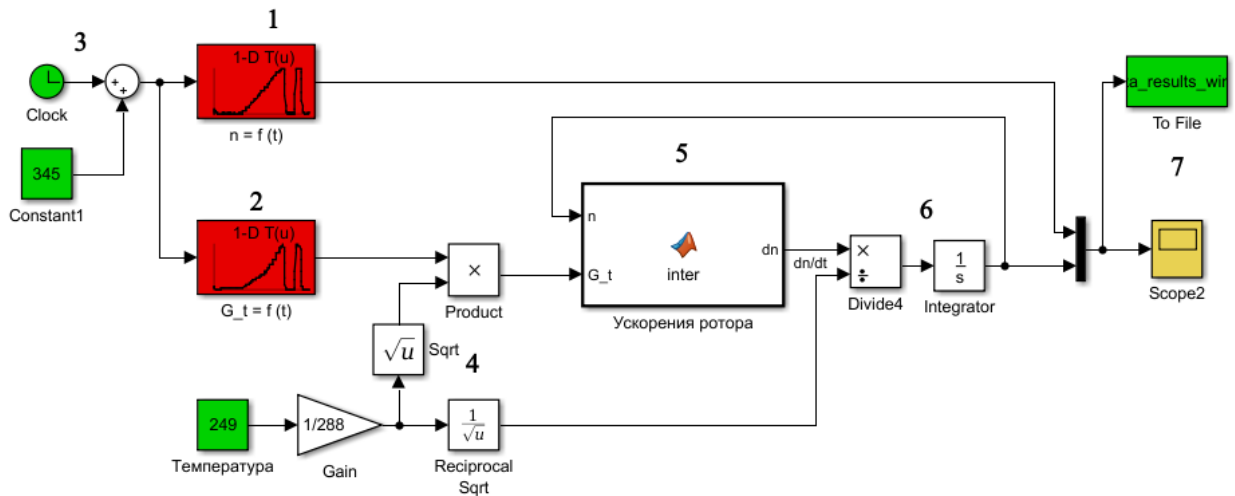 1
3
1-D T(u)
+
+
Clock
n = f (t)
a_results_wir
To File
5
7
345
Constant1
2
1-D T(u)
G_t = f (t)
×
Product
n
G_t
inter
dn
Ускорения ротора
dn/dt
6
×
÷
Divide4
1
s
Integrator
Scope2
√u
Sqrt
4
249
Температура
1/288
Gain
1
√u
Reciprocal
Sqrt